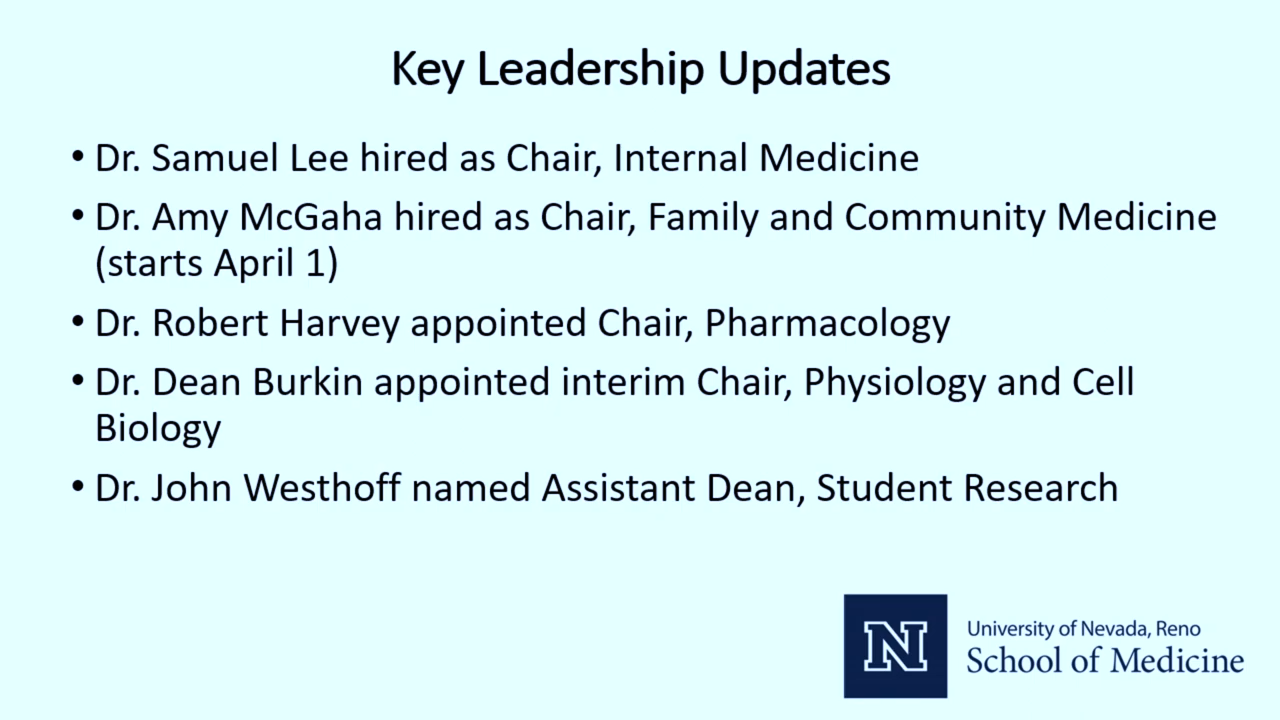 Key Leadership Updates
• Dr. Samuel Lee hired as Chair, Internal Medicine
• Dr. Amy McGaha hired as Chair, Family and Community Medicine
(starts April 1)
• Dr. Robert Harvey appointed Chair, Pharmacology
• Dr. Dean Burkin appointed interim Chair, Physiology and Cell
Biology
• Dr. John Westhoff named Assistant Dean, Student Research
N
University of Nevada, Reno
School of Medicine